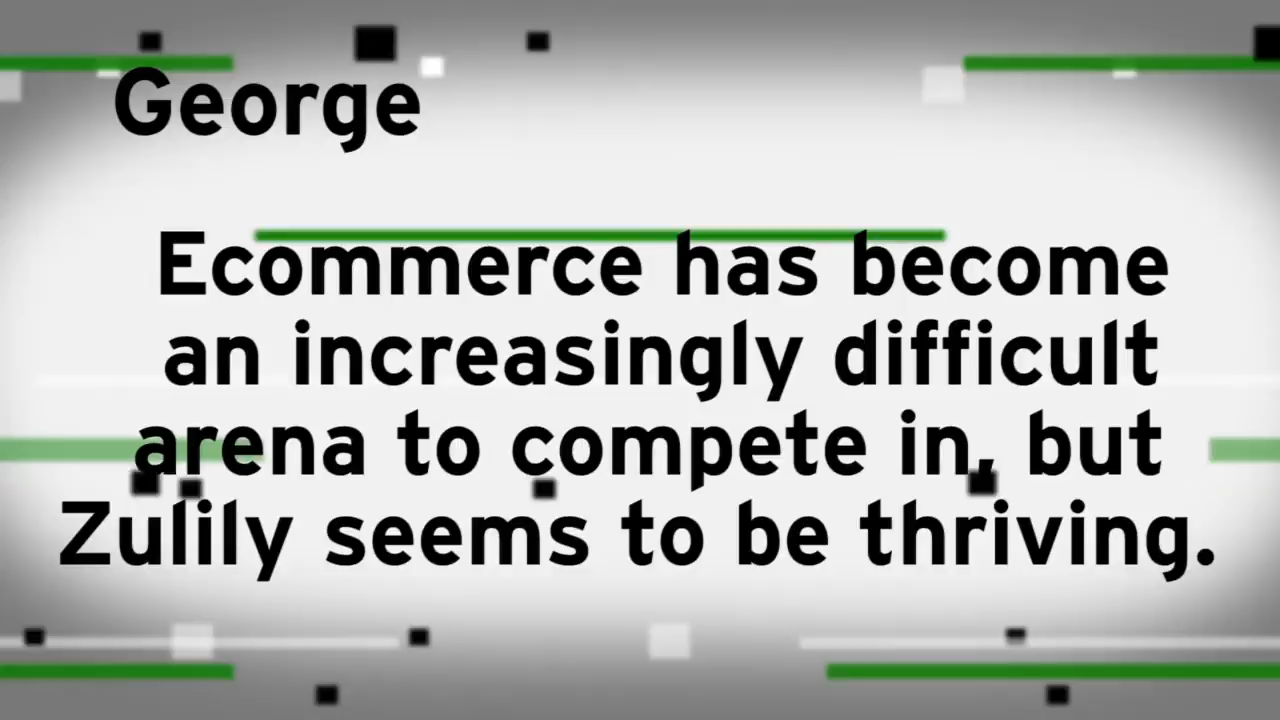 George
Ecommerce has become
an increasingly difficult
arena to compete in, but
Zulily seems to be thriving.